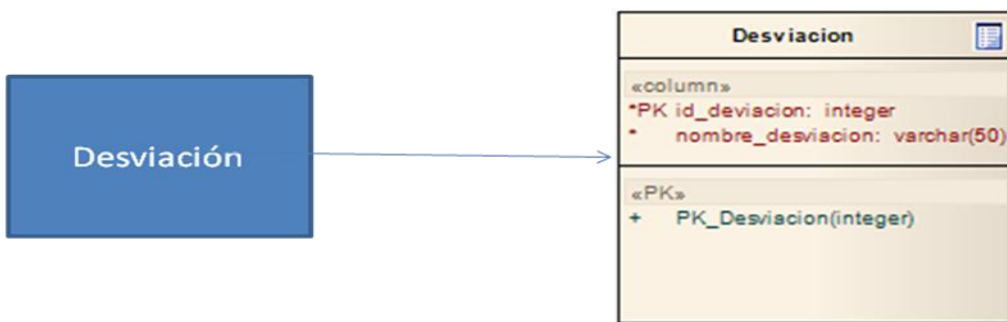 Desviación
Desviacion
«column»
*PK id_deviacion: integer
* nombre_desviacion: varchar(50)
«PK»
+ PK_Desviacion(integer)